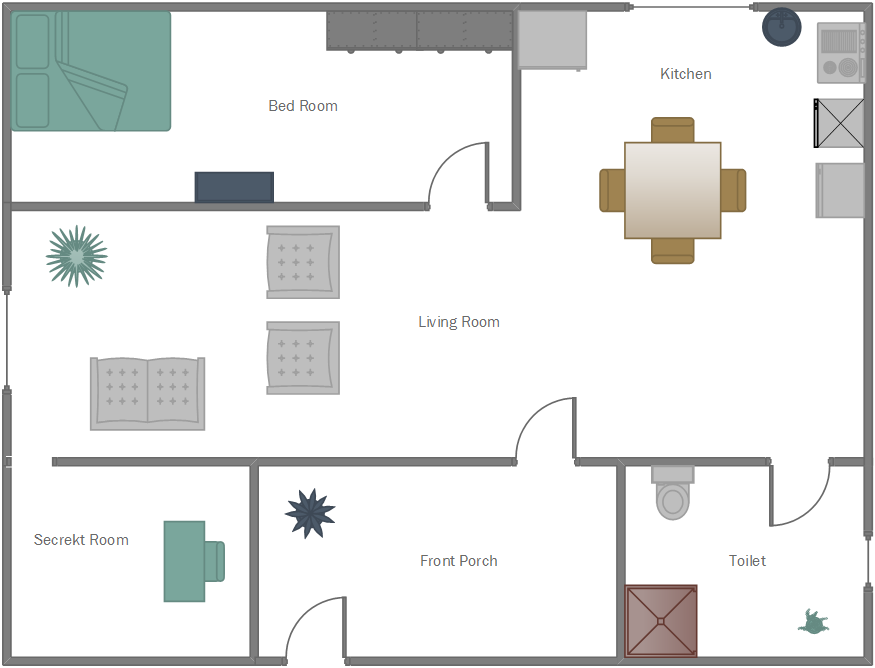 Kitchen
Bed Room
Living Room
Secrekt Room
Front Porch
Toilet